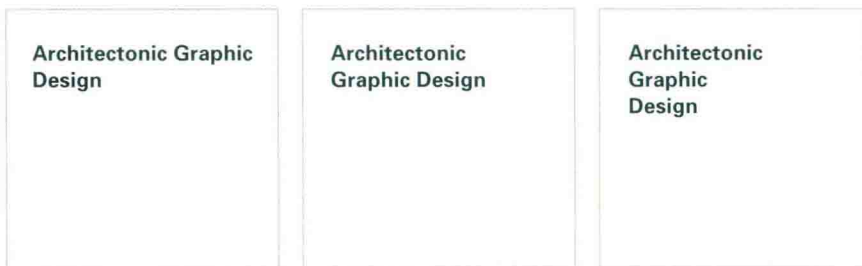 Architectonic Graphic
Design
Architectonic
Graphic Design
Architectonic
Graphic
Design